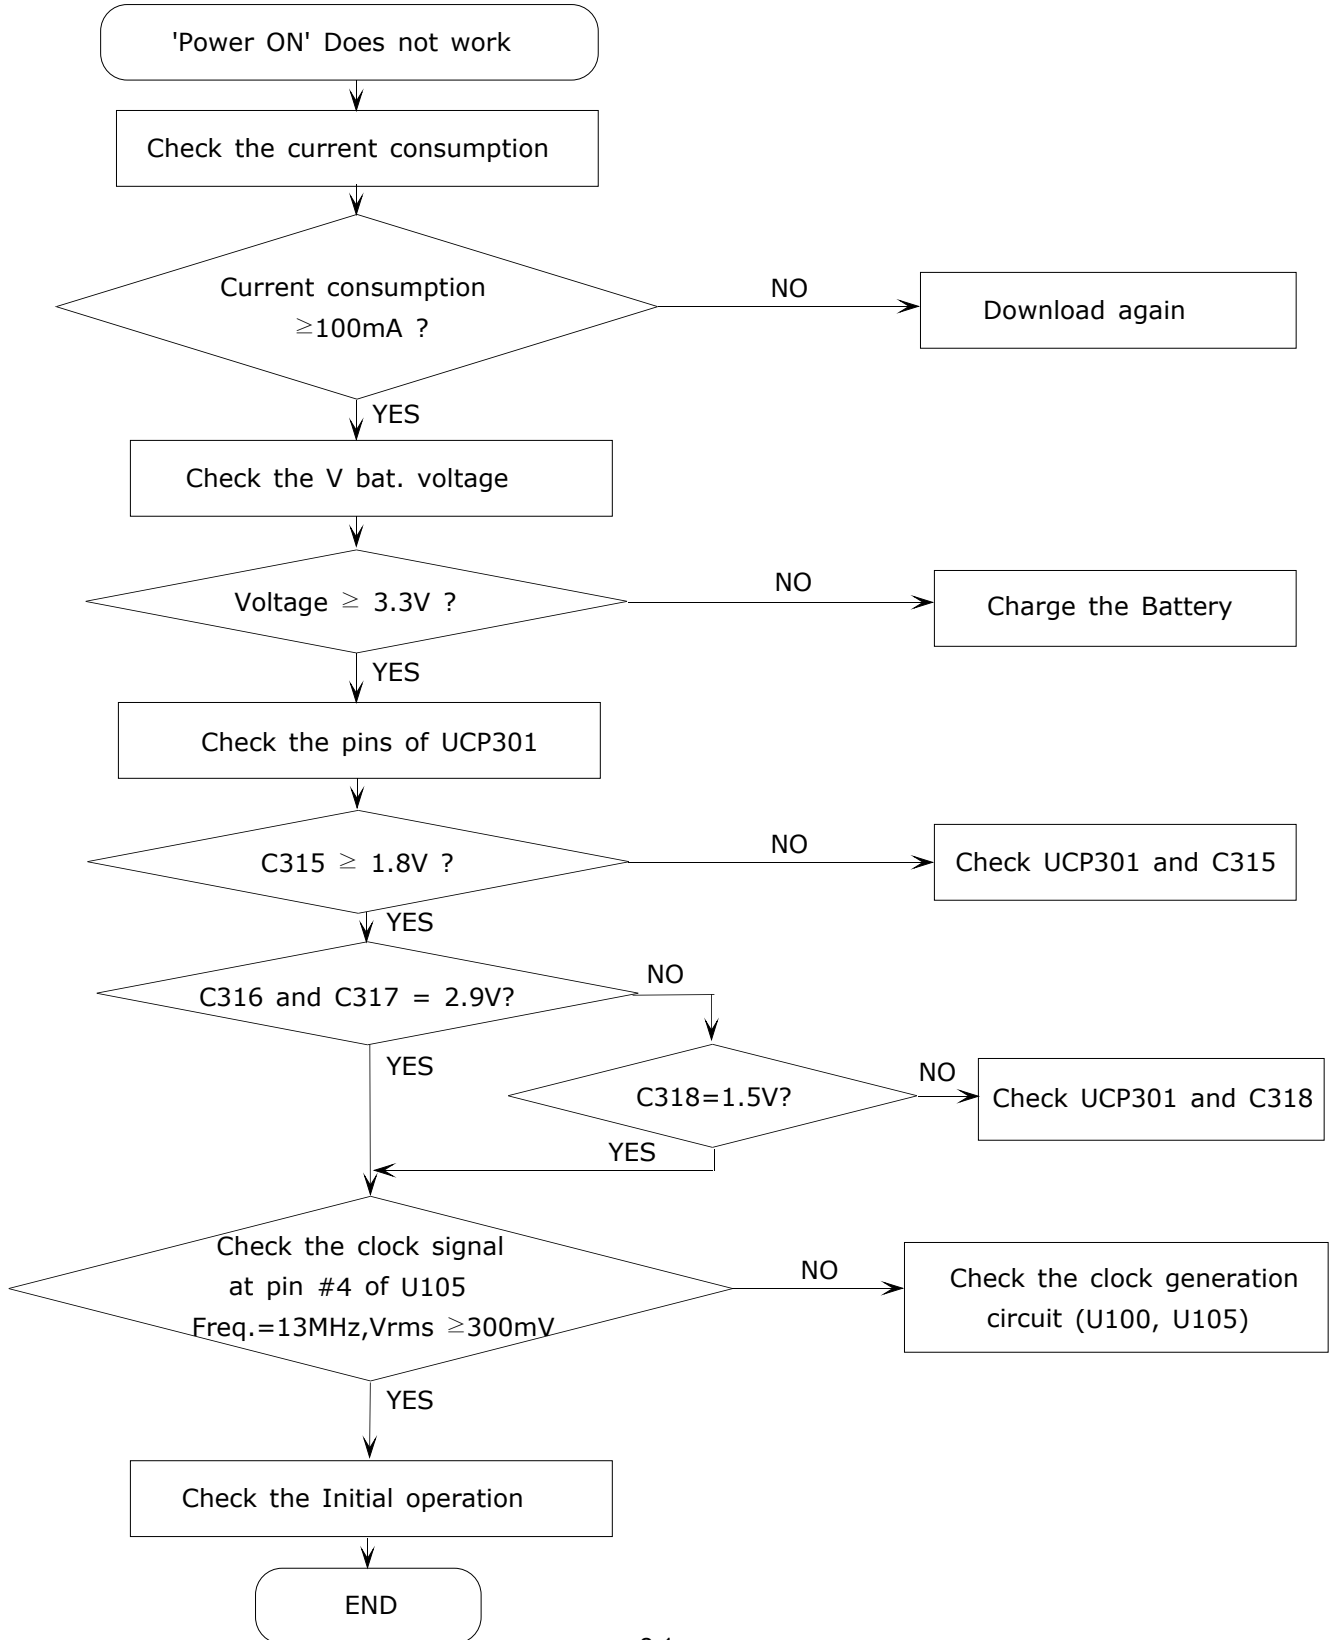 'Power ON' Does not work
Check the current consumption
Current consumption
≥100mA ?
NO
Download again
YES
Check the V bat. voltage
Voltage ≥ 3.3V ?
NO
Charge the Battery
YES
Check the pins of UCP301
C315 ≥ 1.8V ?
NO
Check UCP301 and C315
YES
C316 and C317 = 2.9V?
NO
YES
C318=1.5V?
NO
Check UCP301 and C318
YES
Check the clock signal
at pin #4 of U105
Freq.=13MHz,Vrms ≥300mV
NO
Check the clock generation
circuit (U100, U105)
YES
Check the Initial operation
END